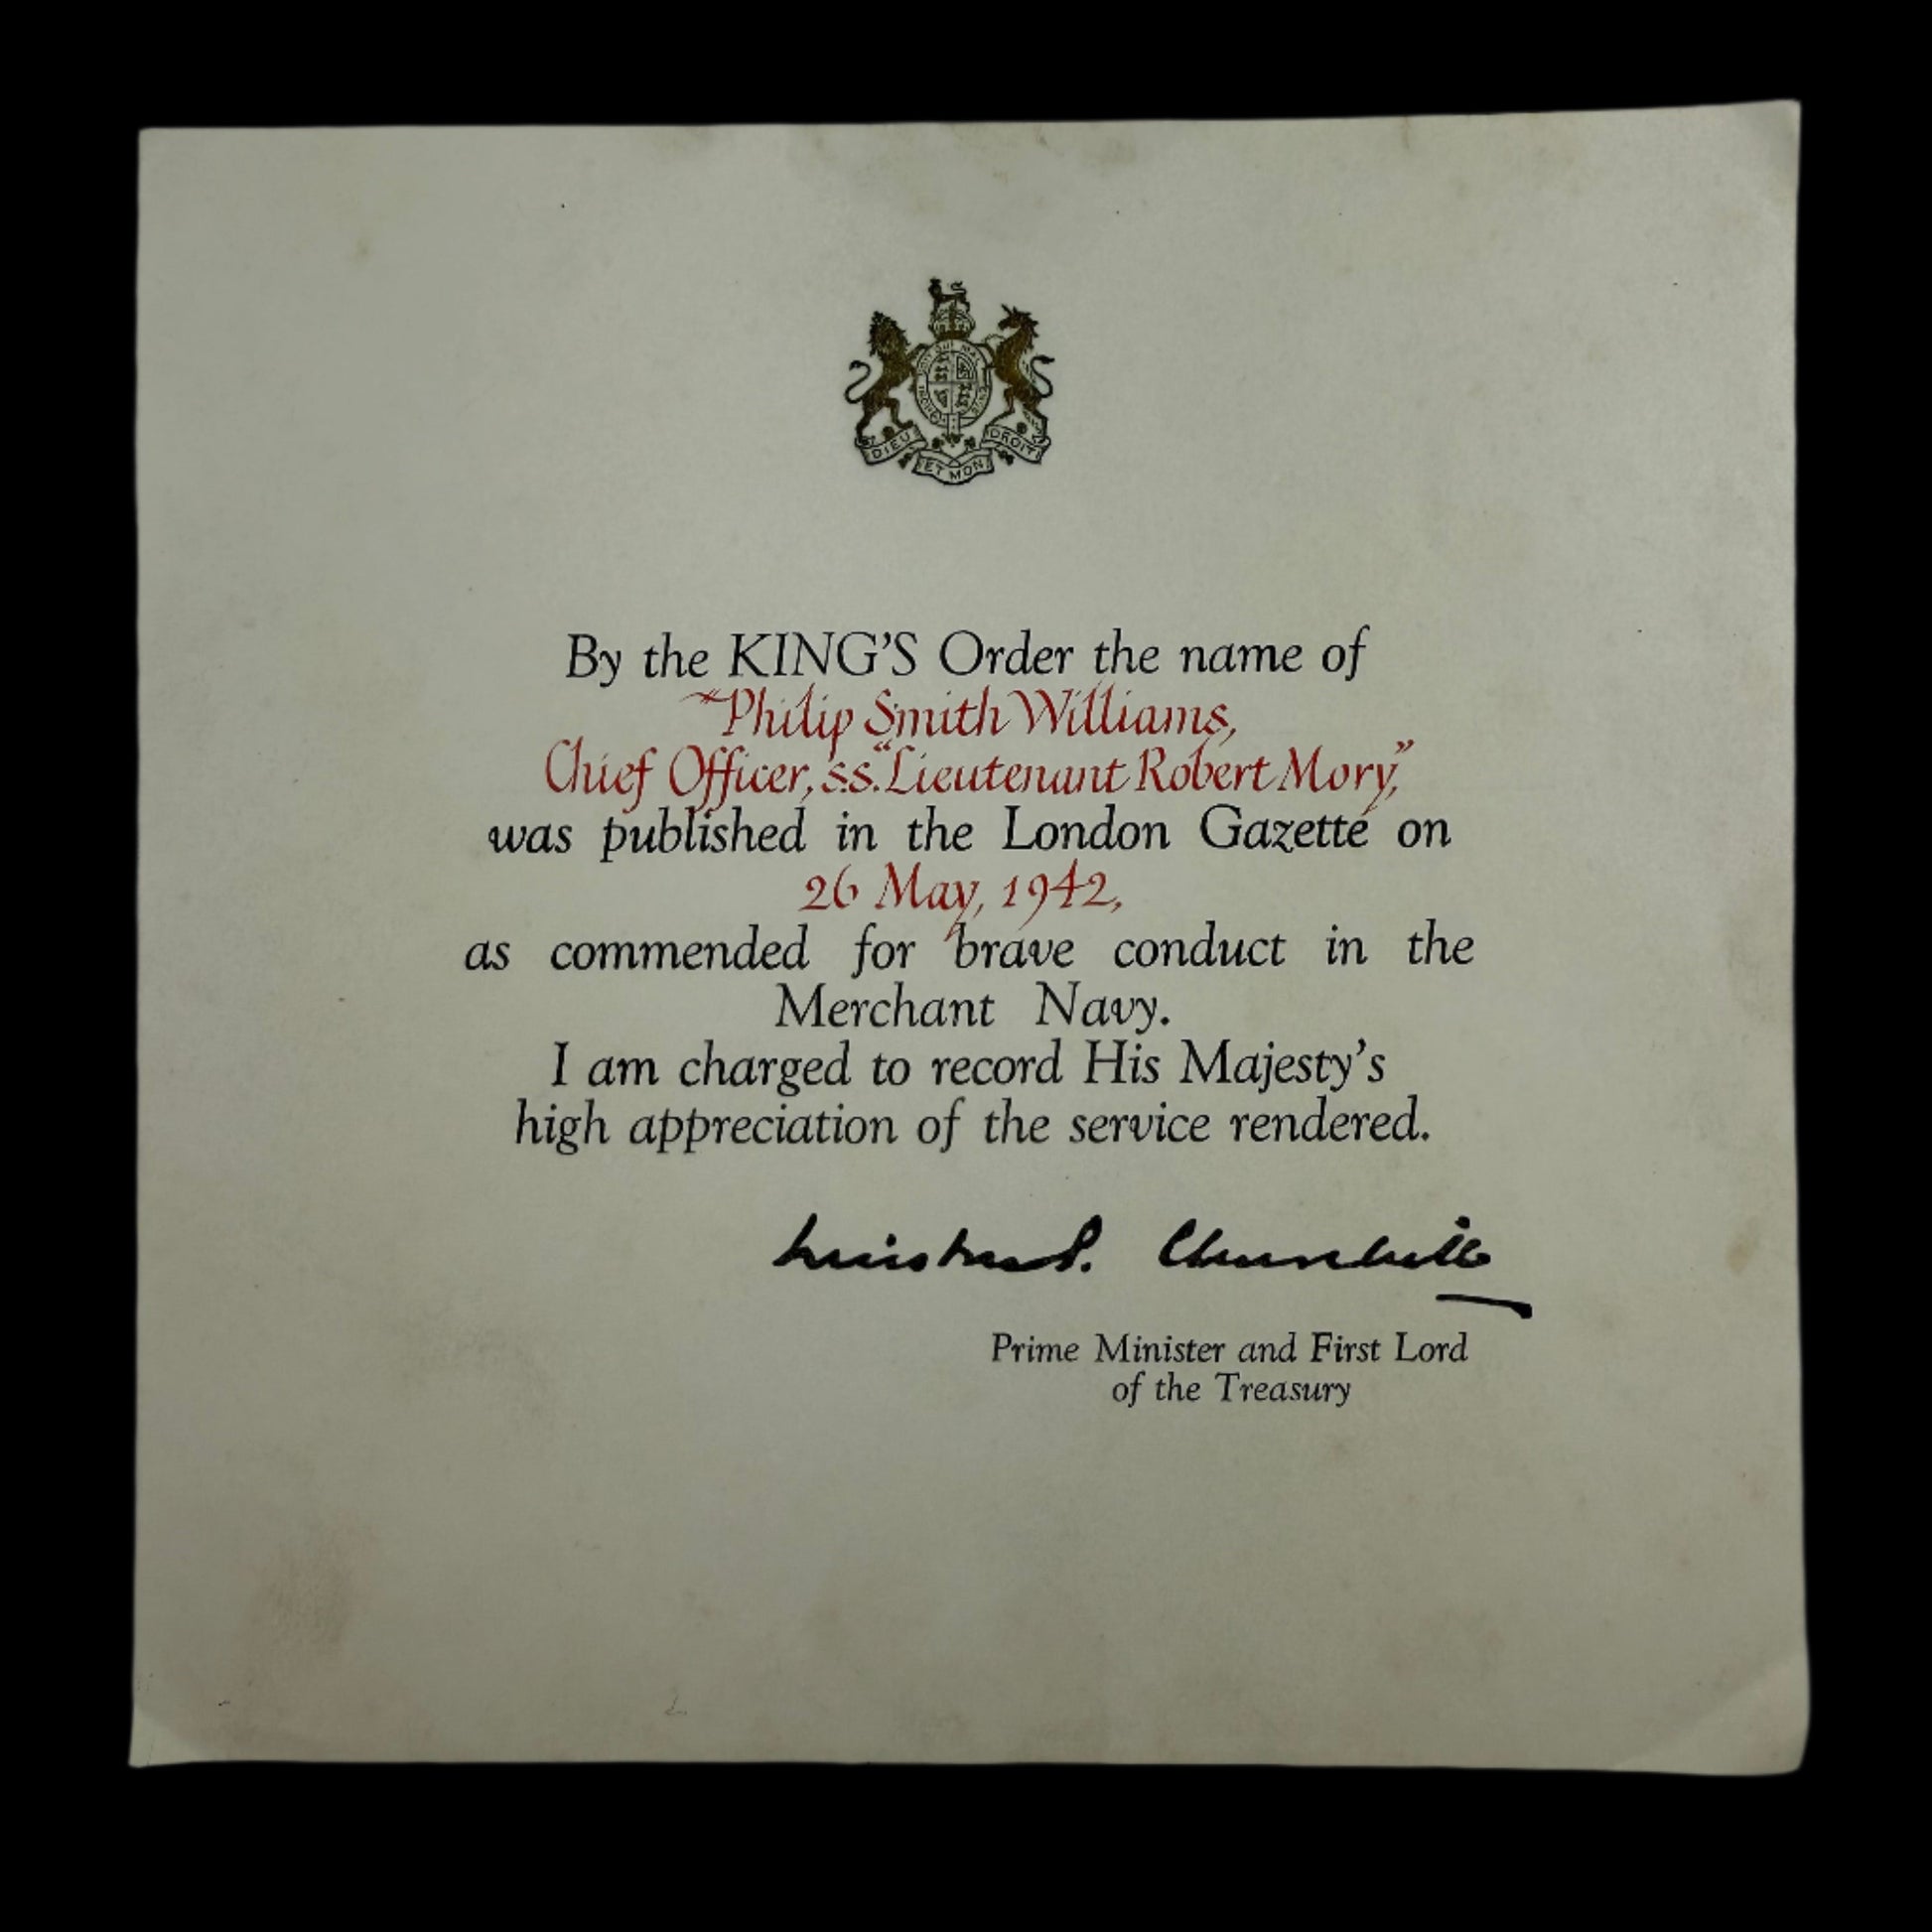 DIEU ET MON DROIT
By the KING'S Order the name of
Philip Smith Williams,
Chief Officer, s.s. "Lieutenant Robert Mory,"
was published in the London Gazette on
26 May, 1942,
as commended for brave conduct in the
Merchant Navy.
I am charged to record His Majesty's
high appreciation of the service rendered.
Winston S. Churchill
Prime Minister and First Lord
of the Treasury